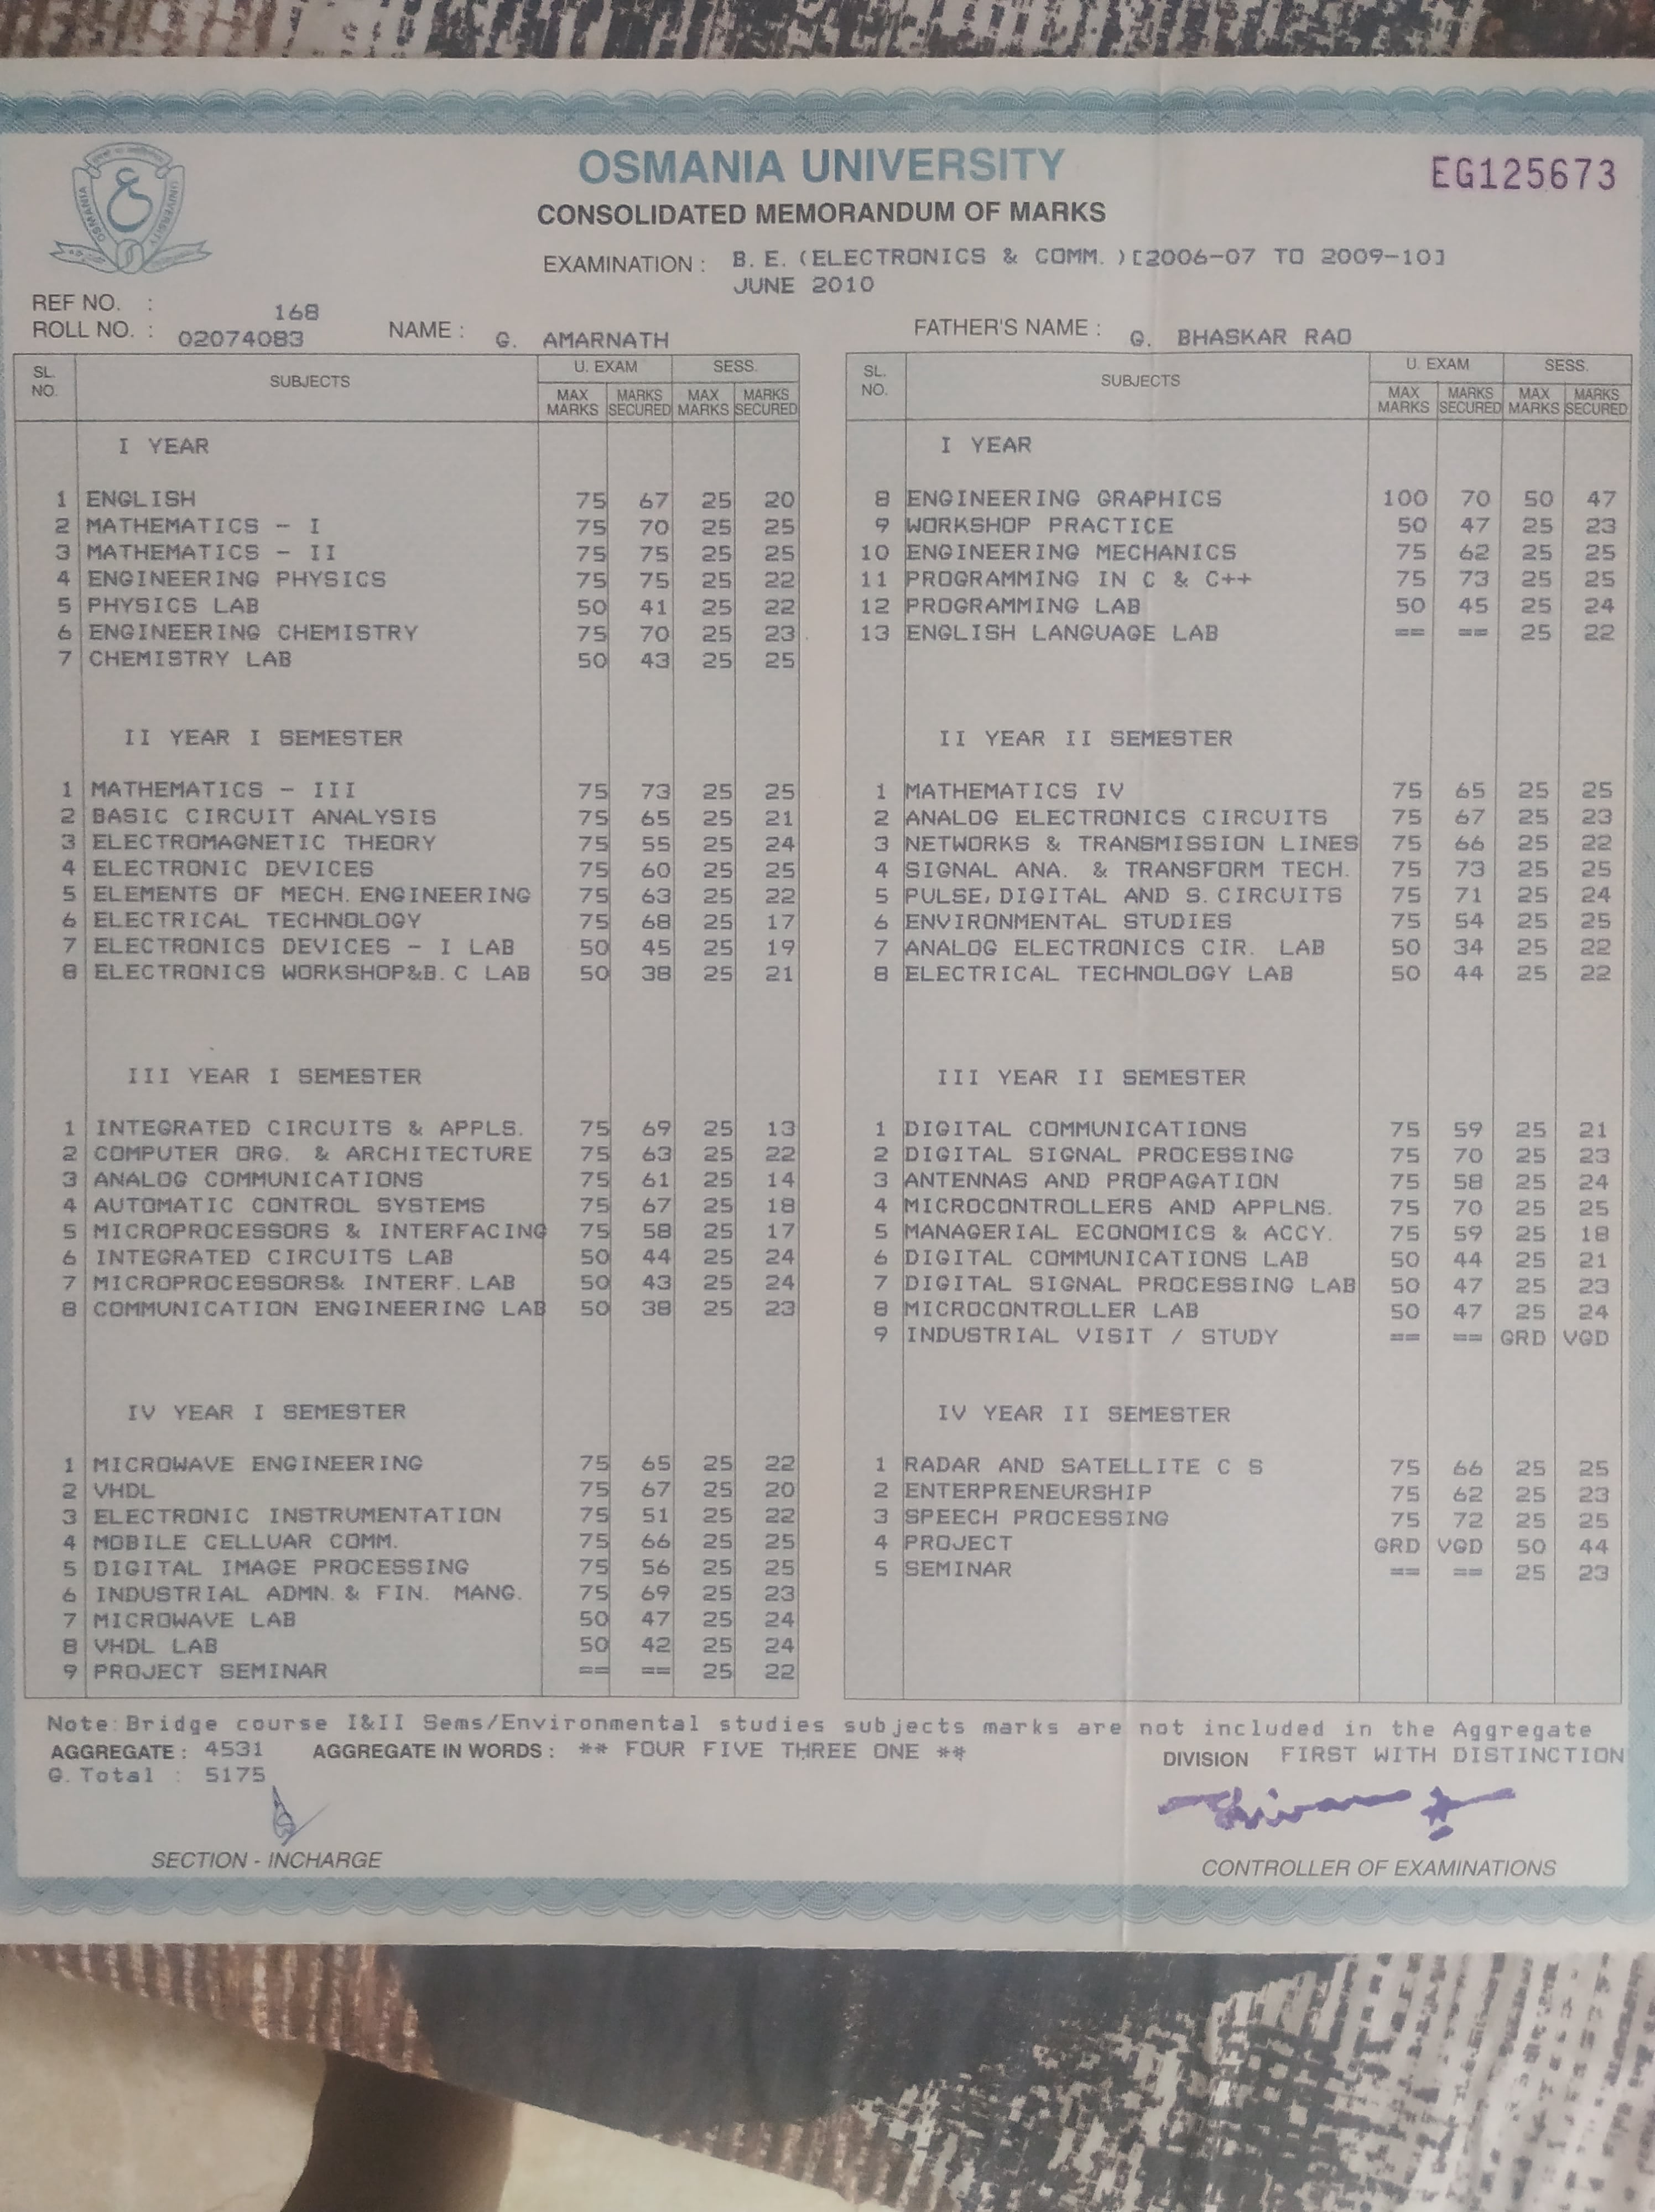 OSMANIA UNIVERSITY
EG125673
CONSOLIDATED MEMORANDUM OF MARKS
OSMANIA UNIVERSITY
EXAMINATION : B. E. (ELECTRONICS & COMM. )[2006-07 TO 2009-10]
JUNE 2010
REF NO. : 168
ROLL NO. : 02074083 NAME : G. AMARNATH FATHER'S NAME : G. BHASKAR RAO
SL. NO. SUBJECTS U. EXAM SESS.
MAX MARKS MARKS SECURED MAX MARKS MARKS SECURED
I YEAR
1 ENGLISH 75 67 25 20
2 MATHEMATICS - I 75 70 25 25
3 MATHEMATICS - II 75 75 25 25
4 ENGINEERING PHYSICS 75 75 25 22
5 PHYSICS LAB 50 41 25 22
6 ENGINEERING CHEMISTRY 75 70 25 23
7 CHEMISTRY LAB 50 43 25 25
II YEAR I SEMESTER
1 MATHEMATICS - III 75 73 25 25
2 BASIC CIRCUIT ANALYSIS 75 65 25 21
3 ELECTROMAGNETIC THEORY 75 55 25 24
4 ELECTRONIC DEVICES 75 60 25 25
5 ELEMENTS OF MECH. ENGINEERING 75 63 25 22
6 ELECTRICAL TECHNOLOGY 75 68 25 17
7 ELECTRONICS DEVICES - I LAB 50 45 25 19
8 ELECTRONICS WORKSHOP&B. C LAB 50 38 25 21
III YEAR I SEMESTER
1 INTEGRATED CIRCUITS & APPLS. 75 69 25 13
2 COMPUTER ORG. & ARCHITECTURE 75 63 25 22
3 ANALOG COMMUNICATIONS 75 61 25 14
4 AUTOMATIC CONTROL SYSTEMS 75 67 25 18
5 MICROPROCESSORS & INTERFACING 75 58 25 17
6 INTEGRATED CIRCUITS LAB 50 44 25 24
7 MICROPROCESSORS& INTERF. LAB 50 43 25 24
8 COMMUNICATION ENGINEERING LAB 50 38 25 23
IV YEAR I SEMESTER
1 MICROWAVE ENGINEERING 75 65 25 22
2 VHDL 75 67 25 20
3 ELECTRONIC INSTRUMENTATION 75 51 25 22
4 MOBILE CELLUAR COMM. 75 66 25 25
5 DIGITAL IMAGE PROCESSING 75 56 25 25
6 INDUSTRIAL ADMN. & FIN. MANG. 75 69 25 23
7 MICROWAVE LAB 50 47 25 24
8 VHDL LAB 50 42 25 24
9 PROJECT SEMINAR == == 25 22
SL. NO. SUBJECTS U. EXAM SESS.
MAX MARKS MARKS SECURED MAX MARKS MARKS SECURED
I YEAR
8 ENGINEERING GRAPHICS 100 70 50 47
9 WORKSHOP PRACTICE 50 47 25 23
10 ENGINEERING MECHANICS 75 62 25 25
11 PROGRAMMING IN C & C++ 75 73 25 25
12 PROGRAMMING LAB 50 45 25 24
13 ENGLISH LANGUAGE LAB == == 25 22
II YEAR II SEMESTER
1 MATHEMATICS IV 75 65 25 25
2 ANALOG ELECTRONICS CIRCUITS 75 67 25 23
3 NETWORKS & TRANSMISSION LINES 75 66 25 22
4 SIGNAL ANA. & TRANSFORM TECH. 75 73 25 25
5 PULSE, DIGITAL AND S. CIRCUITS 75 71 25 24
6 ENVIRONMENTAL STUDIES 75 54 25 25
7 ANALOG ELECTRONICS CIR. LAB 50 34 25 22
8 ELECTRICAL TECHNOLOGY LAB 50 44 25 22
III YEAR II SEMESTER
1 DIGITAL COMMUNICATIONS 75 59 25 21
2 DIGITAL SIGNAL PROCESSING 75 70 25 23
3 ANTENNAS AND PROPAGATION 75 58 25 24
4 MICROCONTROLLERS AND APPLNS. 75 70 25 25
5 MANAGERIAL ECONOMICS & ACCY. 75 59 25 18
6 DIGITAL COMMUNICATIONS LAB 50 44 25 21
7 DIGITAL SIGNAL PROCESSING LAB 50 47 25 23
8 MICROCONTROLLER LAB 50 47 25 24
9 INDUSTRIAL VISIT / STUDY == == GRD VGD
IV YEAR II SEMESTER
1 RADAR AND SATELLITE C S 75 66 25 25
2 ENTERPRENEURSHIP 75 62 25 23
3 SPEECH PROCESSING 75 72 25 25
4 PROJECT GRD VGD 50 44
5 SEMINAR == == 25 23
Note:Bridge course I&II Sems/Environmental studies subjects marks are not included in the Aggregate
AGGREGATE : 4531 AGGREGATE IN WORDS : ** FOUR FIVE THREE ONE ** DIVISION FIRST WITH DISTINCTION
G. Total : 5175
SECTION - INCHARGE
CONTROLLER OF EXAMINATIONS